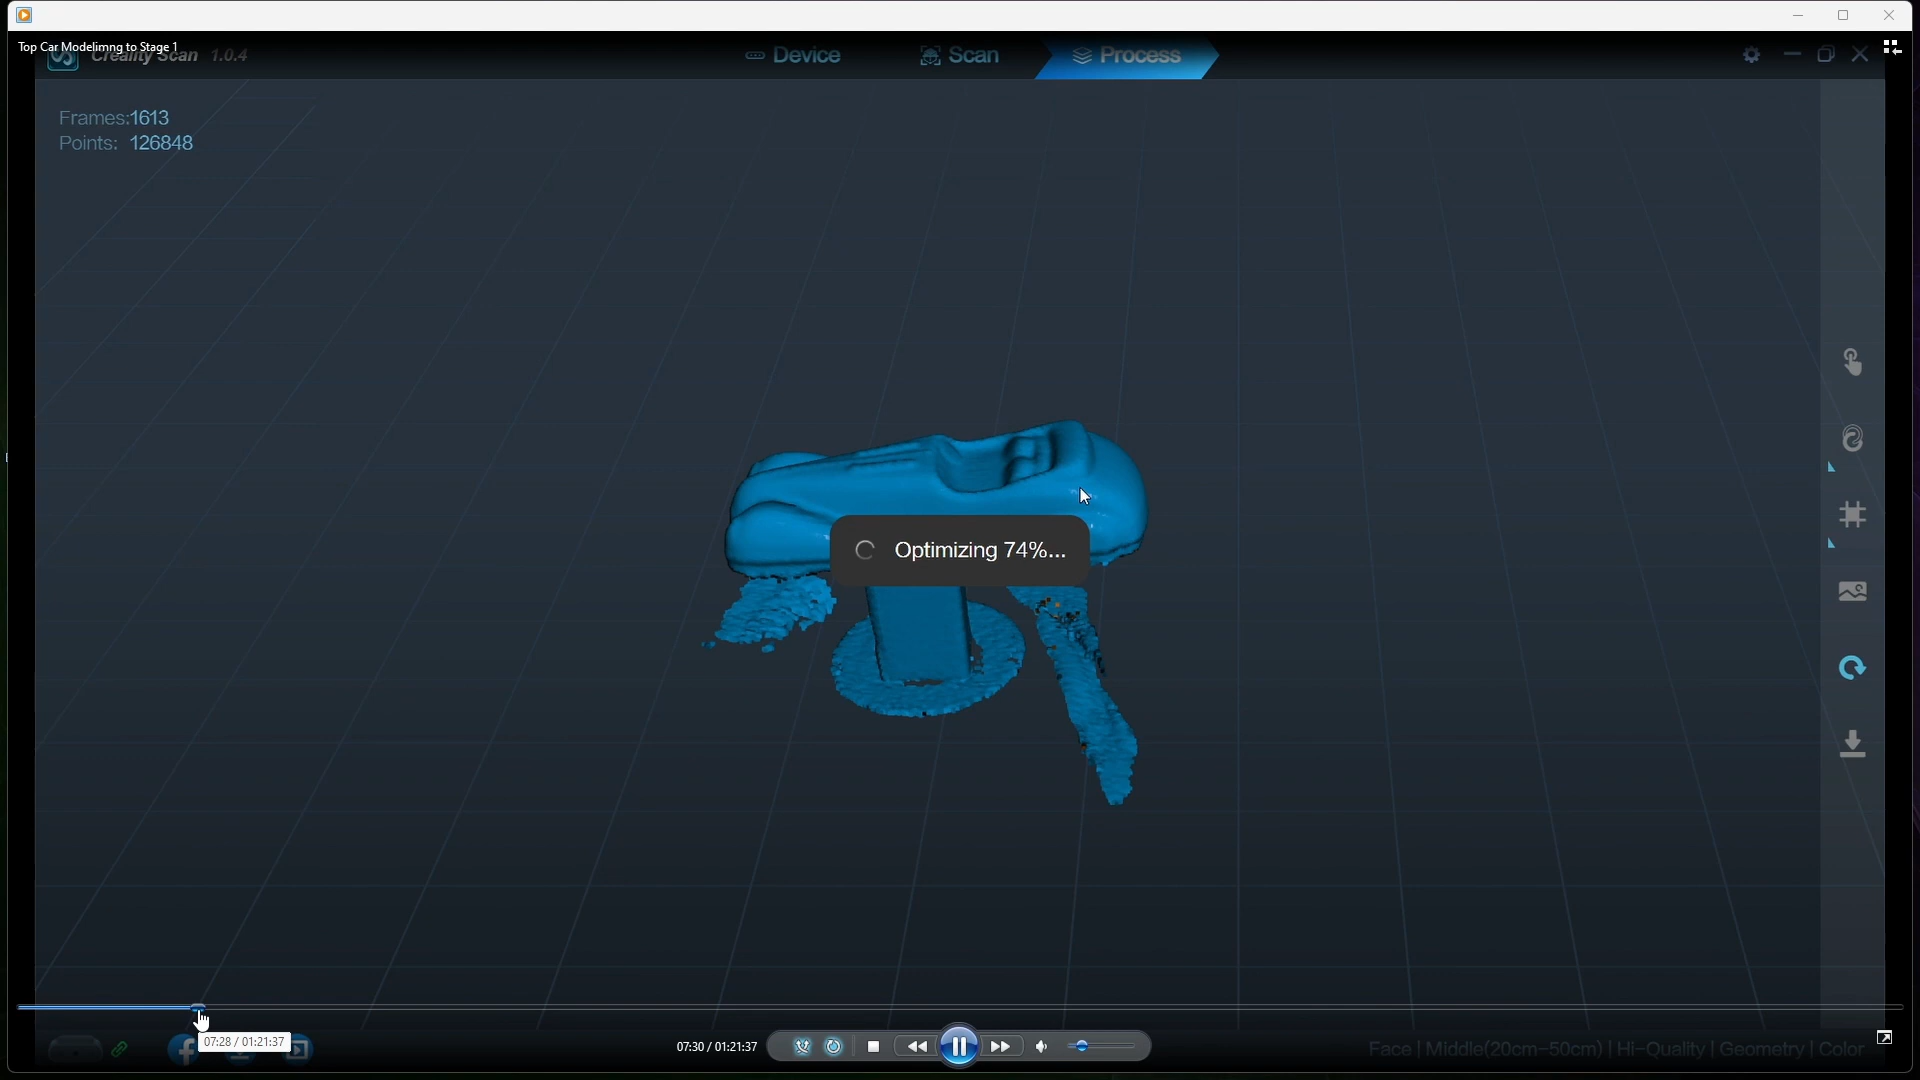 Top Car Modelimng to Stage 1
Creality Scan 1.0.4
Device
Scan
Process
Frames:1613
Points: 126848
Optimizing 74%...
07:28 / 01:21:37
07:30 / 01:21:37
Face | Middle(20cm-50cm) | Hi-Quality | Geometry | Color